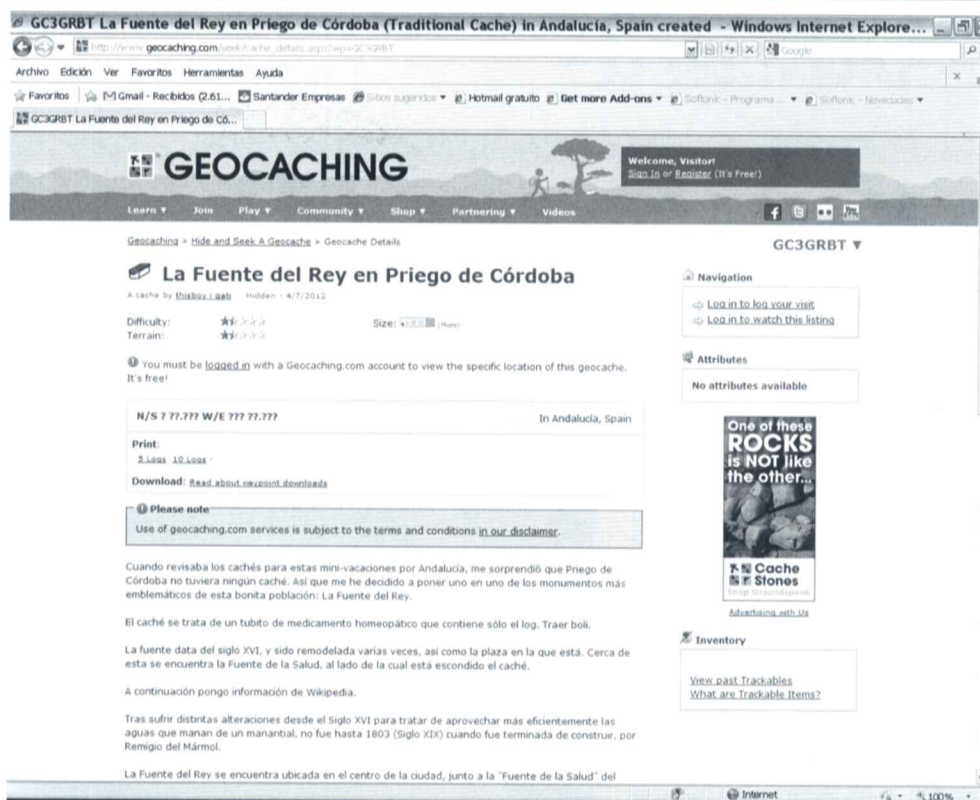 GC3GRBT La Fuente del Rey en Priego de Córdoba (Traditional Cache) in Andalucía, Spain created - Windows Internet Explore...
http://www.geocaching.com/seek/cache_details.aspx?wp=GC3GRBT
Google
Archivo Edición Ver Favoritos Herramientas Ayuda
Favoritos Gmail - Recibidos (2.61... Santander Empresas Sitios sugeridos Hotmail gratuito Get more Add-ons Softonic - Programa ... Softonic - Novedades
GC3GRBT La Fuente del Rey en Priego de Có...
GEOCACHING
Welcome, Visitor!
Sign In or Register (It's Free!)
Learn Join Play Community Shop Partnering Videos
Geocaching > Hide and Seek A Geocache > Geocache Details
GC3GRBT
La Fuente del Rey en Priego de Córdoba
A cache by Hidden : 4/7/2012
Difficulty:
Size:
Terrain:
You must be logged in with a Geocaching.com account to view the specific location of this geocache.
It's free!
N/S ? ??.??? W/E ??? ??.???
In Andalucía, Spain
Print:
5 Logs 10 Logs
Download: Read about waypoint downloads
Please note
Use of geocaching.com services is subject to the terms and conditions in our disclaimer.
Cuando revisaba los cachés para estas mini-vacaciones por Andalucía, me sorprendió que Priego de
Córdoba no tuviera ningún caché. Así que me he decidido a poner uno en uno de los monumentos más
emblemáticos de esta bonita población: La Fuente del Rey.
El caché se trata de un tubito de medicamento homeopático que contiene sólo el log. Traer boli.
La fuente data del siglo XVI, y sido remodelada varias veces, así como la plaza en la que está. Cerca de
esta se encuentra la Fuente de la Salud, al lado de la cual está escondido el caché.
A continuación pongo información de Wikipedia.
Tras sufrir distintas alteraciones desde el Siglo XVI para tratar de aprovechar más eficientemente las
aguas que manan de un manantial, no fue hasta 1803 (Siglo XIX) cuando fue terminada de construir, por
Remigio del Mármol.
La Fuente del Rey se encuentra ubicada en el centro de la ciudad, junto a la "Fuente de la Salud" del
Navigation
Log in to log your visit
Log in to watch this listing
Attributes
No attributes available
One of these
ROCKS
is NOT like
the other...
Cache
Stones
Shop Groundspeak
Advertising with Us
Inventory
View past Trackables
What are Trackable Items?
Internet
100%